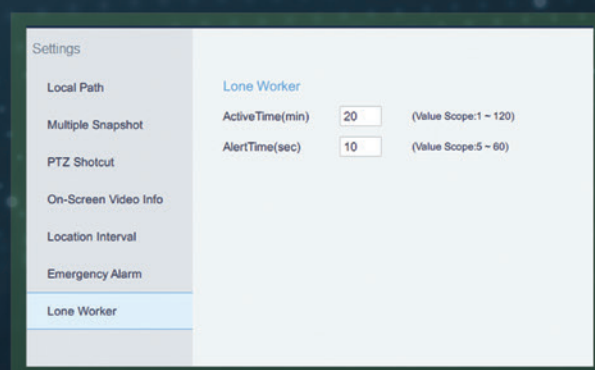 Settings
Local Path
Multiple Snapshot
PTZ Shotcut
On-Screen Video Info
Location Interval
Emergency Alarm
Lone Worker
Lone Worker
ActiveTime(min) 20 (Value Scope:1 ~ 120)
AlertTime(sec) 10 (Value Scope:5 ~ 60)